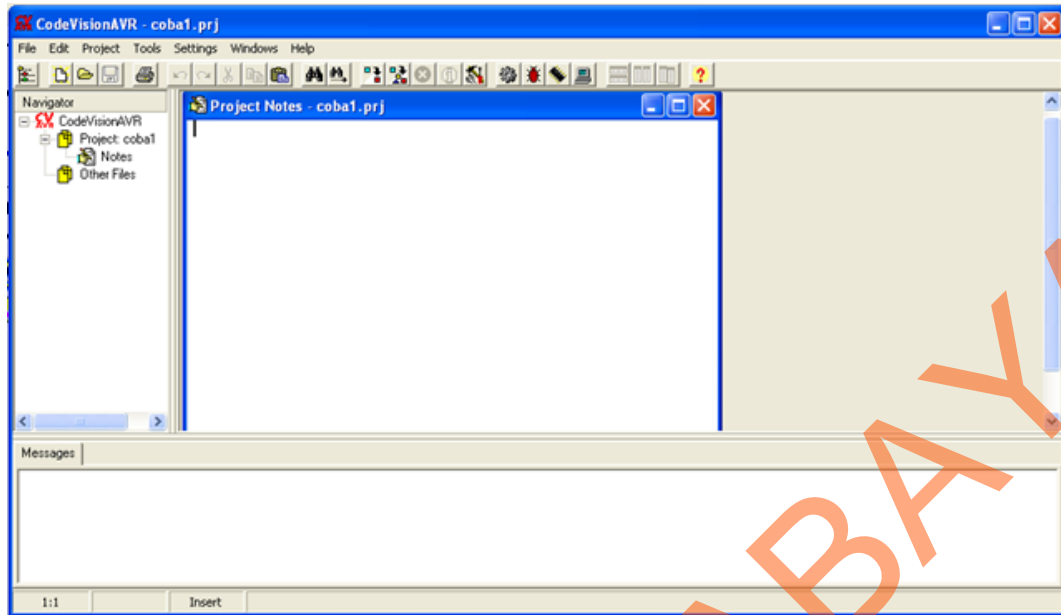 CodeVisionAVR - coba1.prj
File Edit Project Tools Settings Windows Help
Navigator
CodeVisionAVR
Project: coba1
Notes
Other Files
Project Notes - coba1.prj
Messages
1:1 Insert
BAY